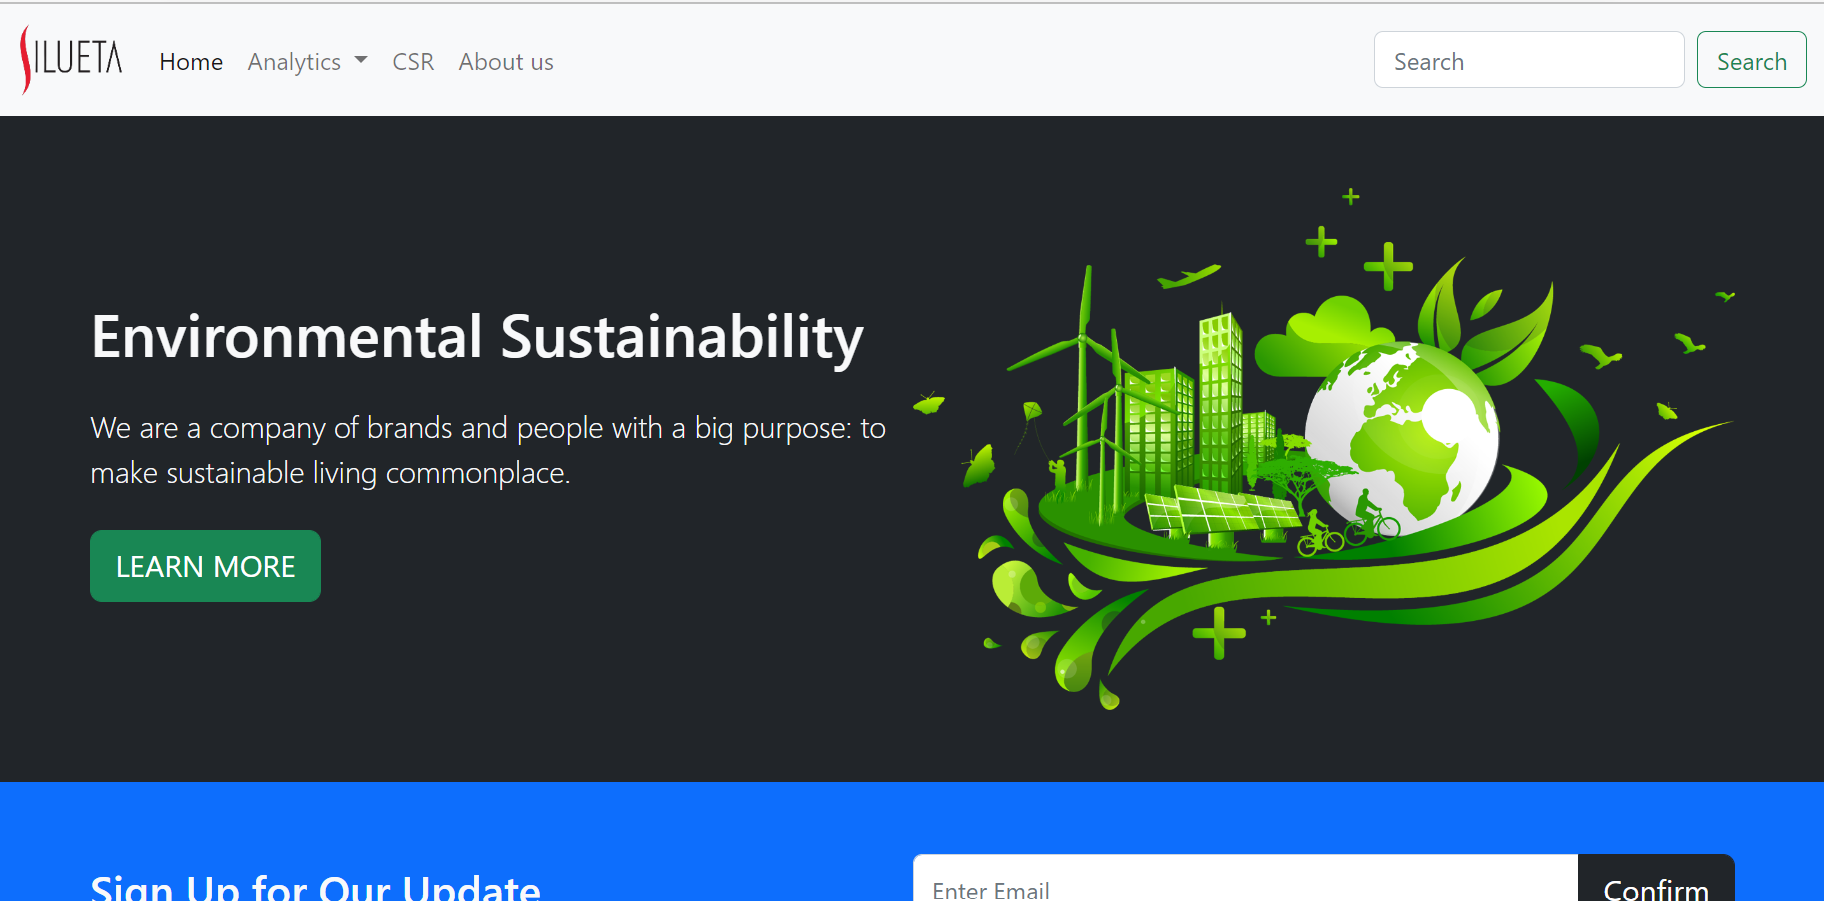 SILUETA
Home Analytics CSR About us
Search Search
Environmental Sustainability
We are a company of brands and people with a big purpose: to
make sustainable living commonplace.
LEARN MORE
Sign Up for Our Update
Enter Email Confirm